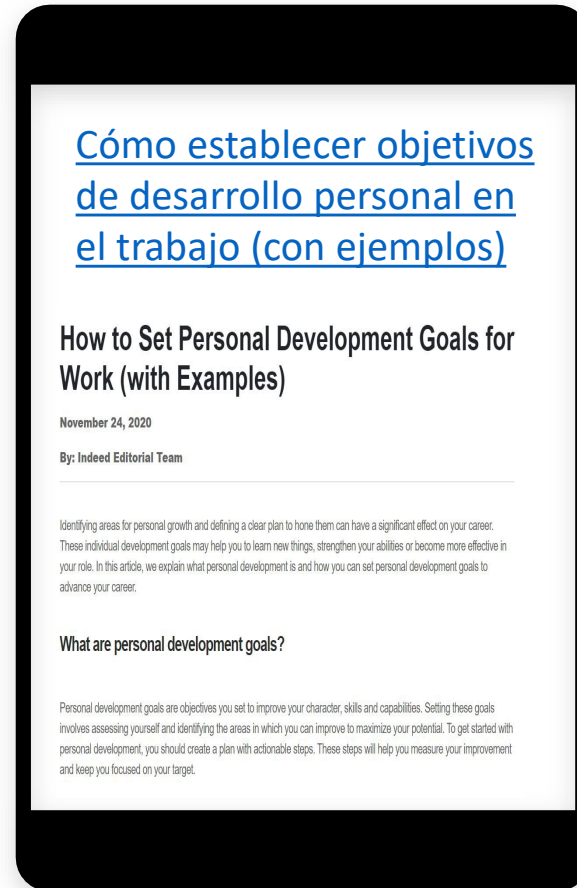 Cómo establecer objetivos
de desarrollo personal en
el trabajo (con ejemplos)
How to Set Personal Development Goals for
Work (with Examples)
November 24, 2020
By: Indeed Editorial Team
Identifying areas for personal growth and defining a clear plan to hone them can have a significant effect on your career.
These individual development goals may help you to learn new things, strengthen your abilities or become more effective in
your role. In this article, we explain what personal development is and how you can set personal development goals to
advance your career.
What are personal development goals?
Personal development goals are objectives you set to improve your character, skills and capabilities. Setting these goals
involves assessing yourself and identifying the areas in which you can improve to maximize your potential. To get started with
personal development, you should create a plan with actionable steps. These steps will help you measure your improvement
and keep you focused on your target.